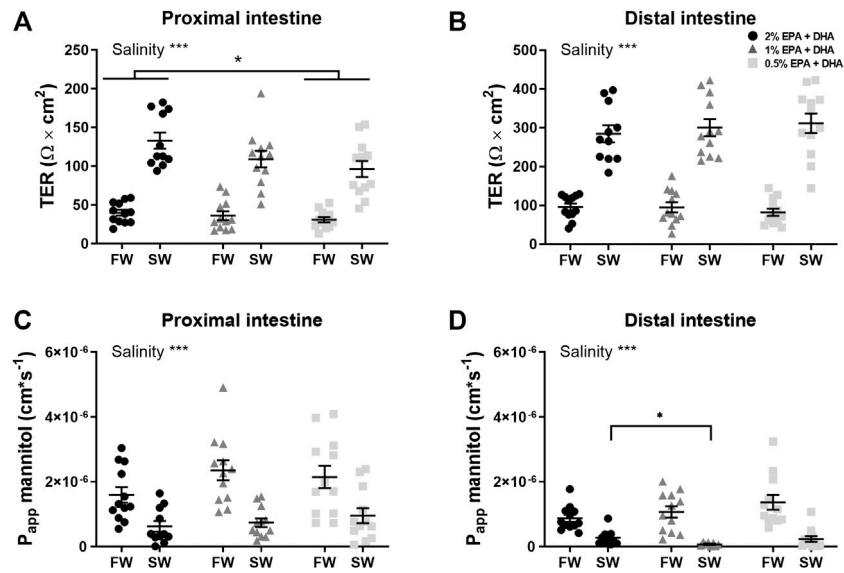 A
Proximal intestine
Salinity ***
*
TER (Ω × cm²)
250
200
150
100
50
0
FW SW FW SW FW SW
B
Distal intestine
Salinity ***
2% EPA + DHA
1% EPA + DHA
0.5% EPA + DHA
TER (Ω × cm²)
500
400
300
200
100
0
FW SW FW SW FW SW
C
Proximal intestine
Salinity ***
Papp mannitol (cm*s⁻¹)
6×10⁻⁶
4×10⁻⁶
2×10⁻⁶
0
FW SW FW SW FW SW
D
Distal intestine
Salinity ***
*
Papp mannitol (cm*s⁻¹)
6×10⁻⁶
4×10⁻⁶
2×10⁻⁶
0
FW SW FW SW FW SW